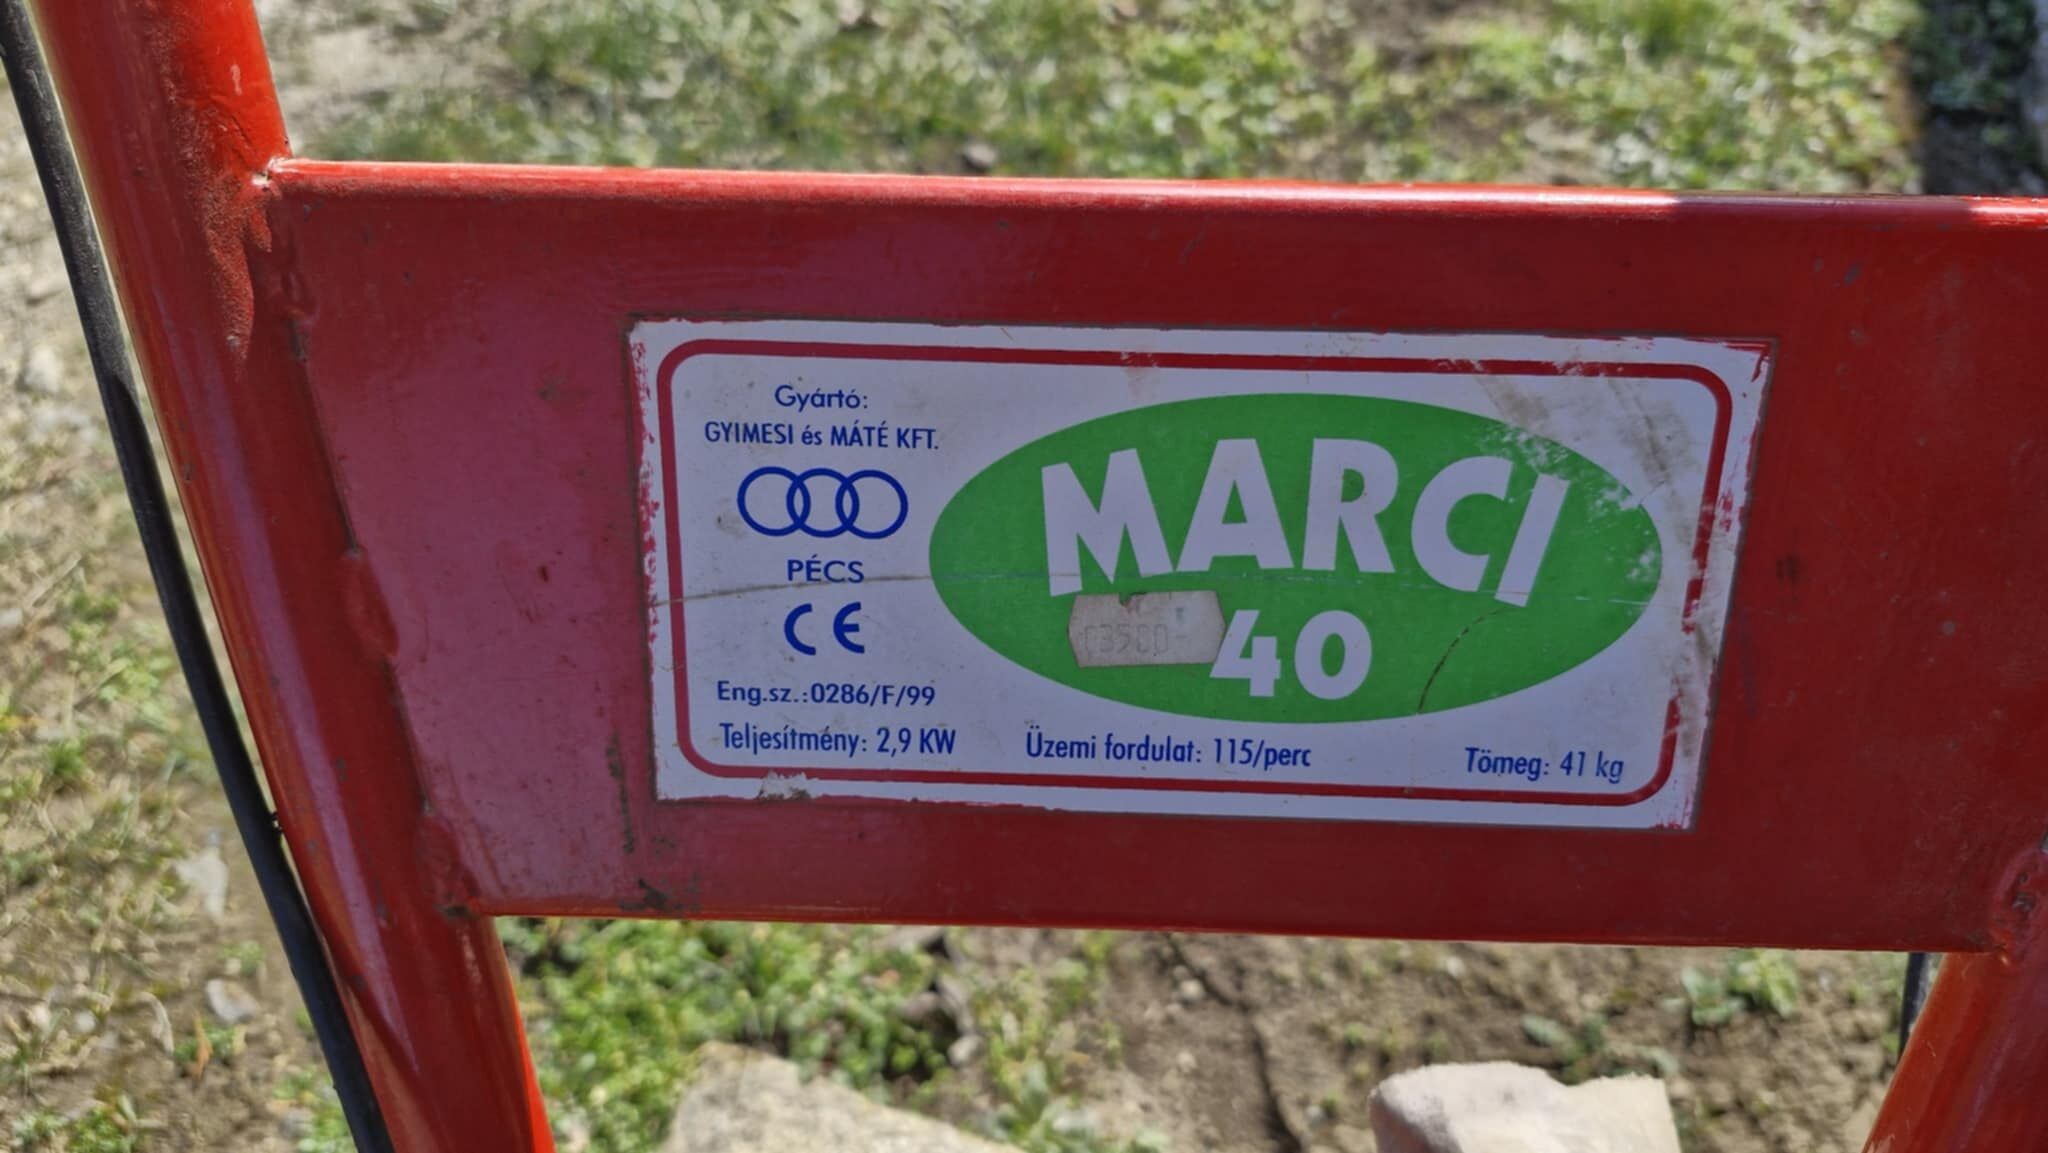 Gyártó:
GYIMESI és MÁTÉ KFT.
PÉCS
CE
Eng.sz.:0286/F/99
MARCI
40
Teljesítmény: 2,9 KW Üzemi fordulat: 115/perc Tömeg: 41 kg